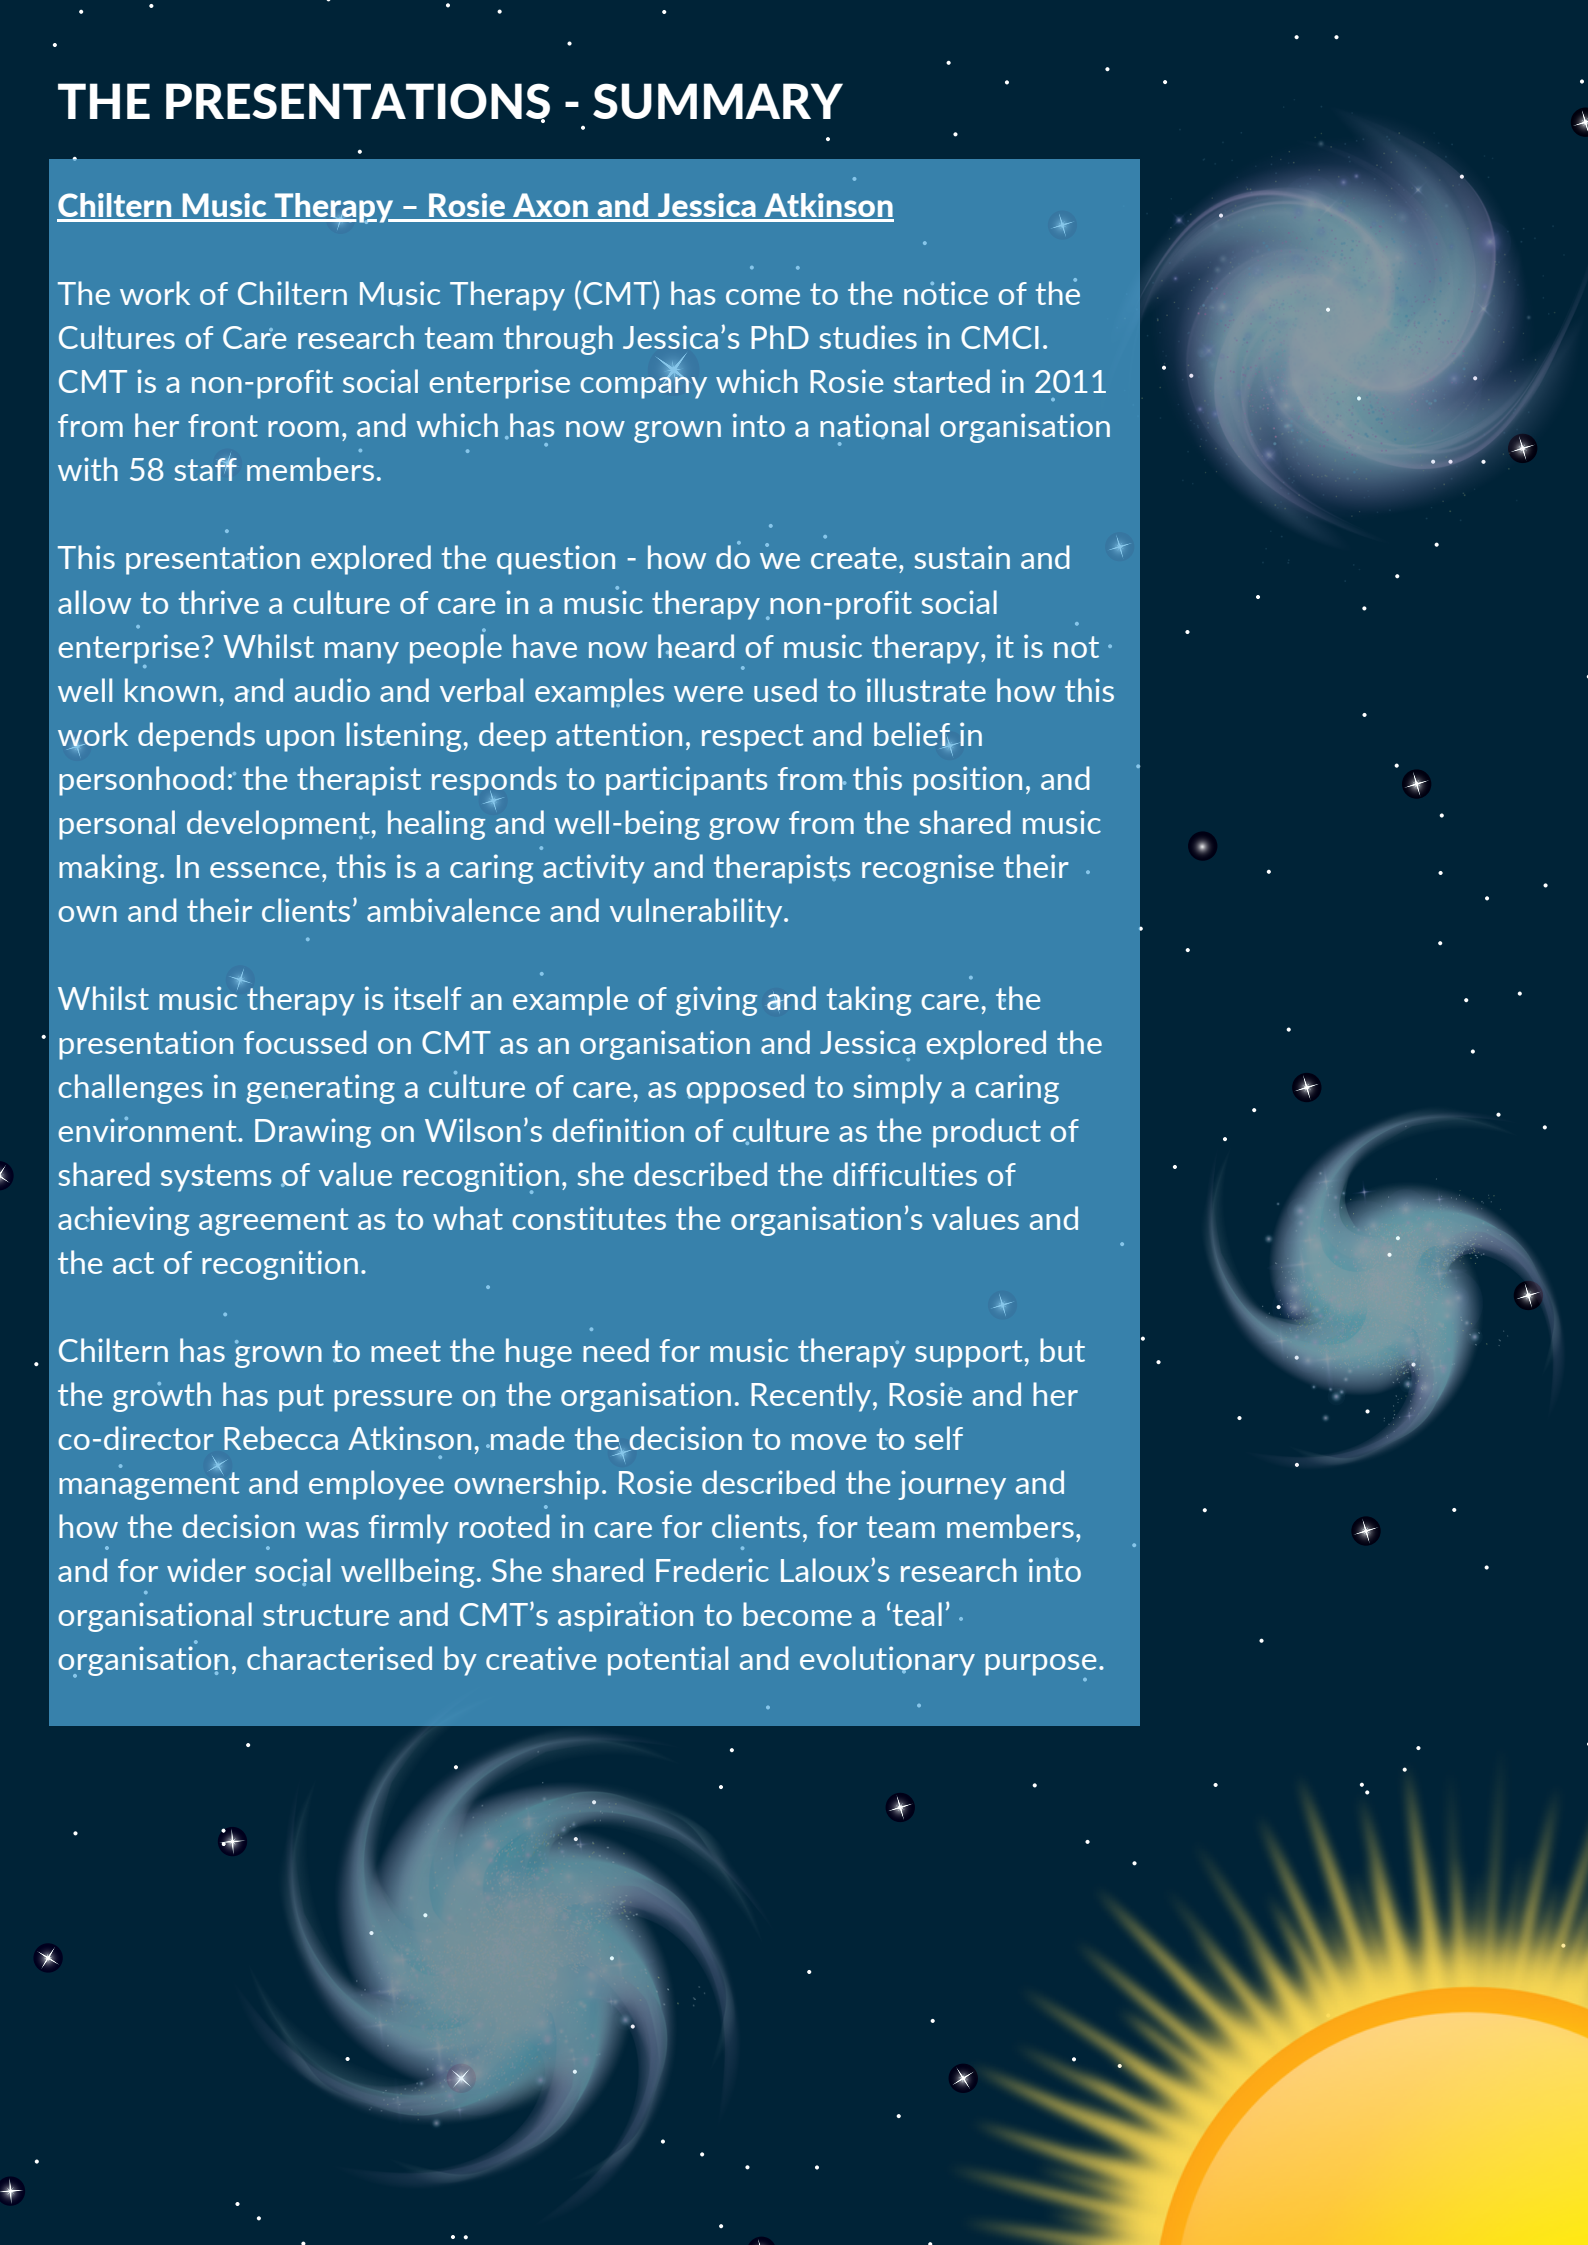 THE PRESENTATIONS - SUMMARY
Chiltern Music Therapy – Rosie Axon and Jessica Atkinson
The work of Chiltern Music Therapy (CMT) has come to the notice of the
Cultures of Care research team through Jessica’s PhD studies in CMCI.
CMT is a non-profit social enterprise company which Rosie started in 2011
from her front room, and which has now grown into a national organisation
with 58 staff members.
This presentation explored the question - how do we create, sustain and
allow to thrive a culture of care in a music therapy non-profit social
enterprise? Whilst many people have now heard of music therapy, it is not
well known, and audio and verbal examples were used to illustrate how this
work depends upon listening, deep attention, respect and belief in
personhood: the therapist responds to participants from this position, and
personal development, healing and well-being grow from the shared music
making. In essence, this is a caring activity and therapists recognise their
own and their clients’ ambivalence and vulnerability.
Whilst music therapy is itself an example of giving and taking care, the
presentation focussed on CMT as an organisation and Jessica explored the
challenges in generating a culture of care, as opposed to simply a caring
environment. Drawing on Wilson’s definition of culture as the product of
shared systems of value recognition, she described the difficulties of
achieving agreement as to what constitutes the organisation’s values and
the act of recognition.
Chiltern has grown to meet the huge need for music therapy support, but
the growth has put pressure on the organisation. Recently, Rosie and her
co-director Rebecca Atkinson, made the decision to move to self
management and employee ownership. Rosie described the journey and
how the decision was firmly rooted in care for clients, for team members,
and for wider social wellbeing. She shared Frederic Laloux’s research into
organisational structure and CMT’s aspiration to become a ‘teal’
organisation, characterised by creative potential and evolutionary purpose.